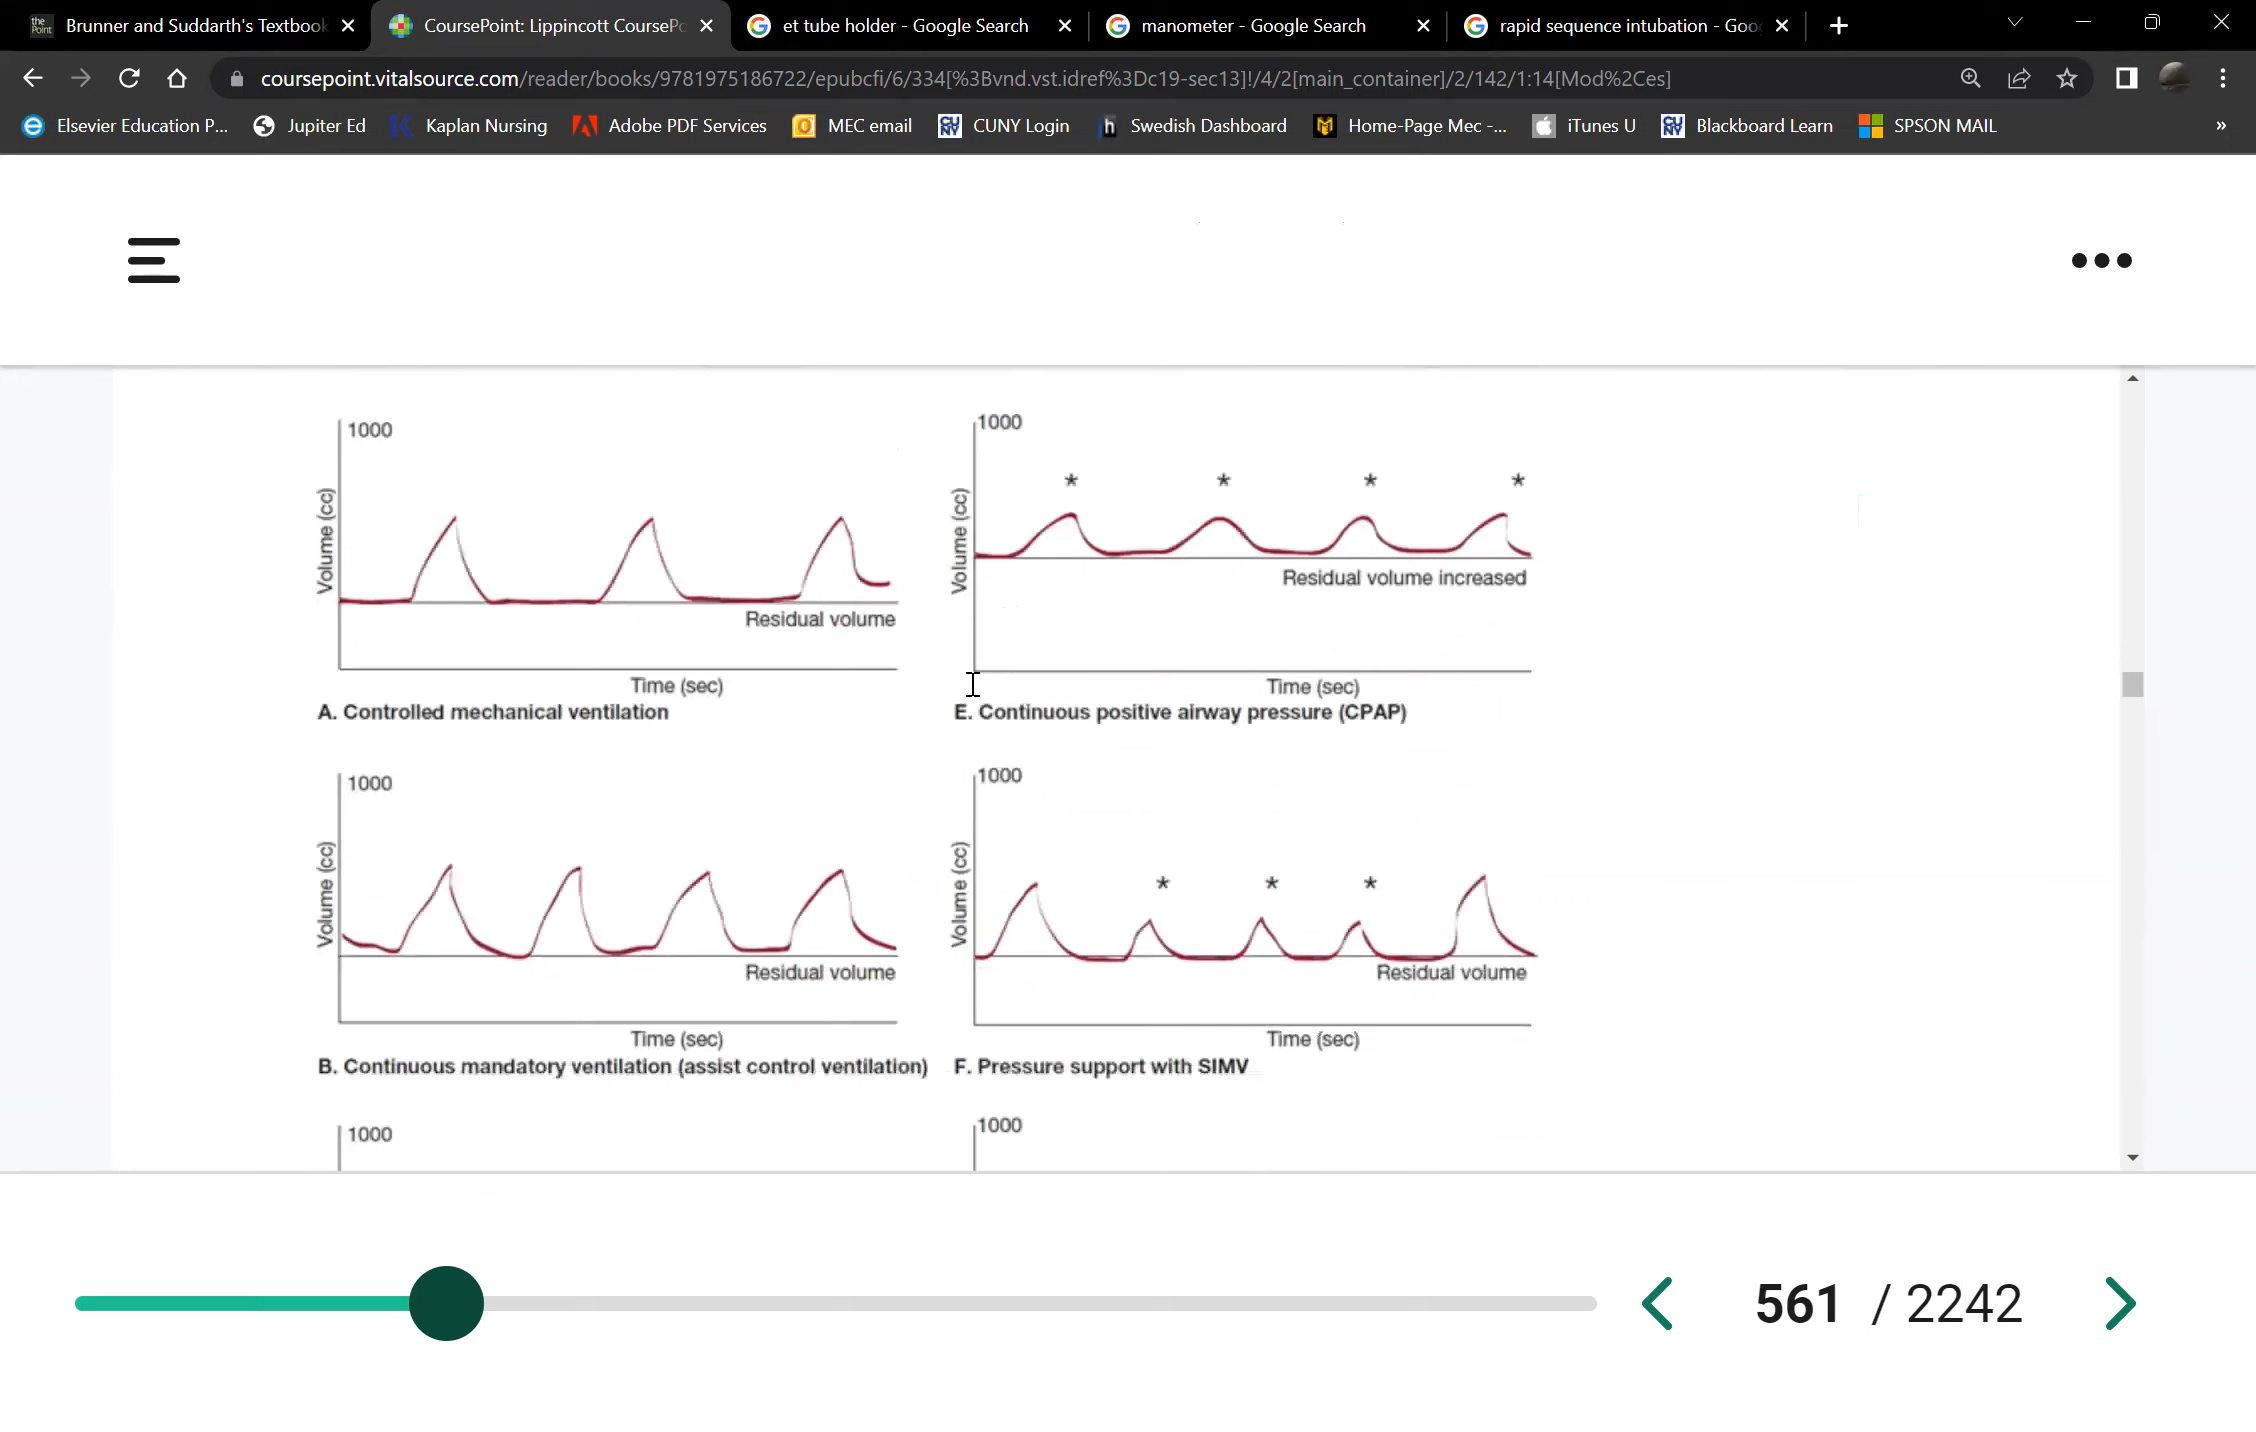 the Point
Brunner and Suddarth's Textbook
CoursePoint: Lippincott CoursePo
et tube holder - Google Search
manometer - Google Search
rapid sequence intubation - Goo
coursepoint.vitalsource.com/reader/books/9781975186722/epubcfi/6/334[%3Bvnd.vst.idref%3Dc19-sec13]!/4/2[main_container]/2/142/1:14[Mod%2Ces]
Elsevier Education P...
Jupiter Ed
Kaplan Nursing
Adobe PDF Services
MEC email
CUNY Login
Swedish Dashboard
Home-Page Mec -...
iTunes U
Blackboard Learn
SPSON MAIL
»
1000
Volume (cc)
Residual volume
Time (sec)
A. Controlled mechanical ventilation
1000
* * * *
Volume (cc)
Residual volume increased
Time (sec)
E. Continuous positive airway pressure (CPAP)
1000
Volume (cc)
Residual volume
Time (sec)
B. Continuous mandatory ventilation (assist control ventilation)
1000
* * *
Volume (cc)
Residual volume
Time (sec)
F. Pressure support with SIMV
1000
1000
561 / 2242